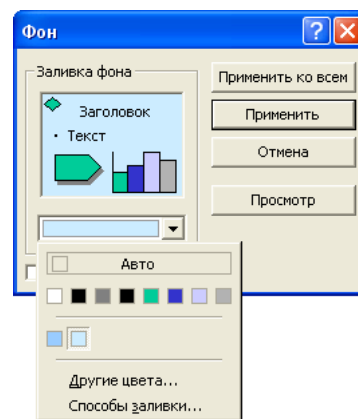 Фон
Заливка фона
Заголовок
• Текст
Применить ко всем
Применить
Отмена
Просмотр
Авто
Другие цвета...
Способы заливки...